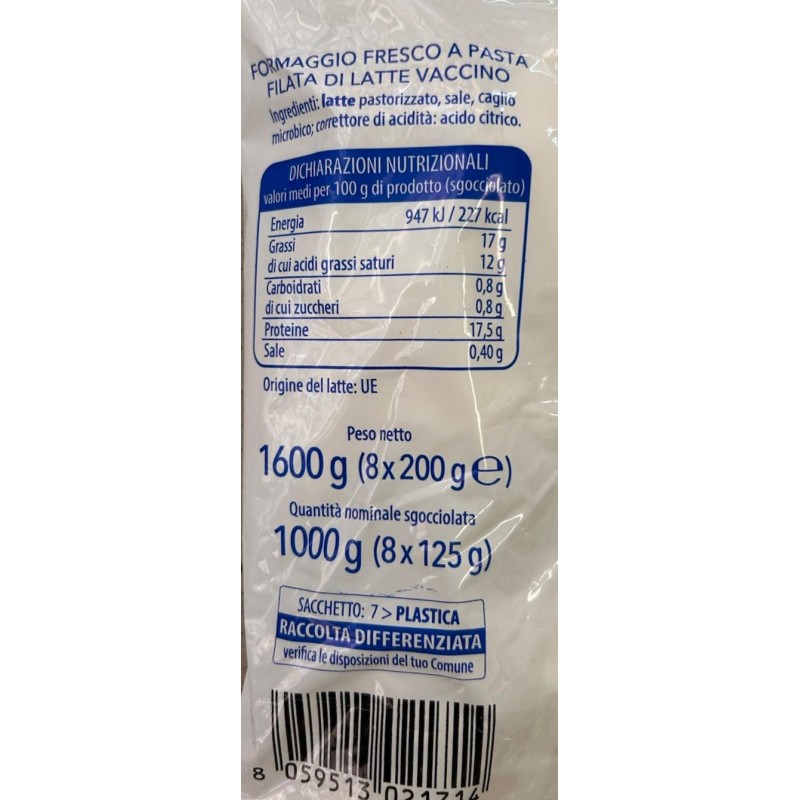 FORMAGGIO FRESCO A PASTA
FILATA DI LATTE VACCINO
Ingredienti: latte pastorizzato, sale, caglio
microbico; correttore di acidità: acido citrico.
DICHIARAZIONI NUTRIZIONALI
valori medi per 100 g di prodotto (sgocciolato)
Energia 947 kJ / 227 kcal
Grassi 17 g
di cui acidi grassi saturi 12 g
Carboidrati 0,8 g
di cui zuccheri 0,8 g
Proteine 17,5 g
Sale 0,40 g
Origine del latte: UE
Peso netto
1600 g (8 x 200 g ℮)
Quantità nominale sgocciolata
1000 g (8 x 125 g)
SACCHETTO: 7 > PLASTICA
RACCOLTA DIFFERENZIATA
verifica le disposizioni del tuo Comune
8 059513 021714